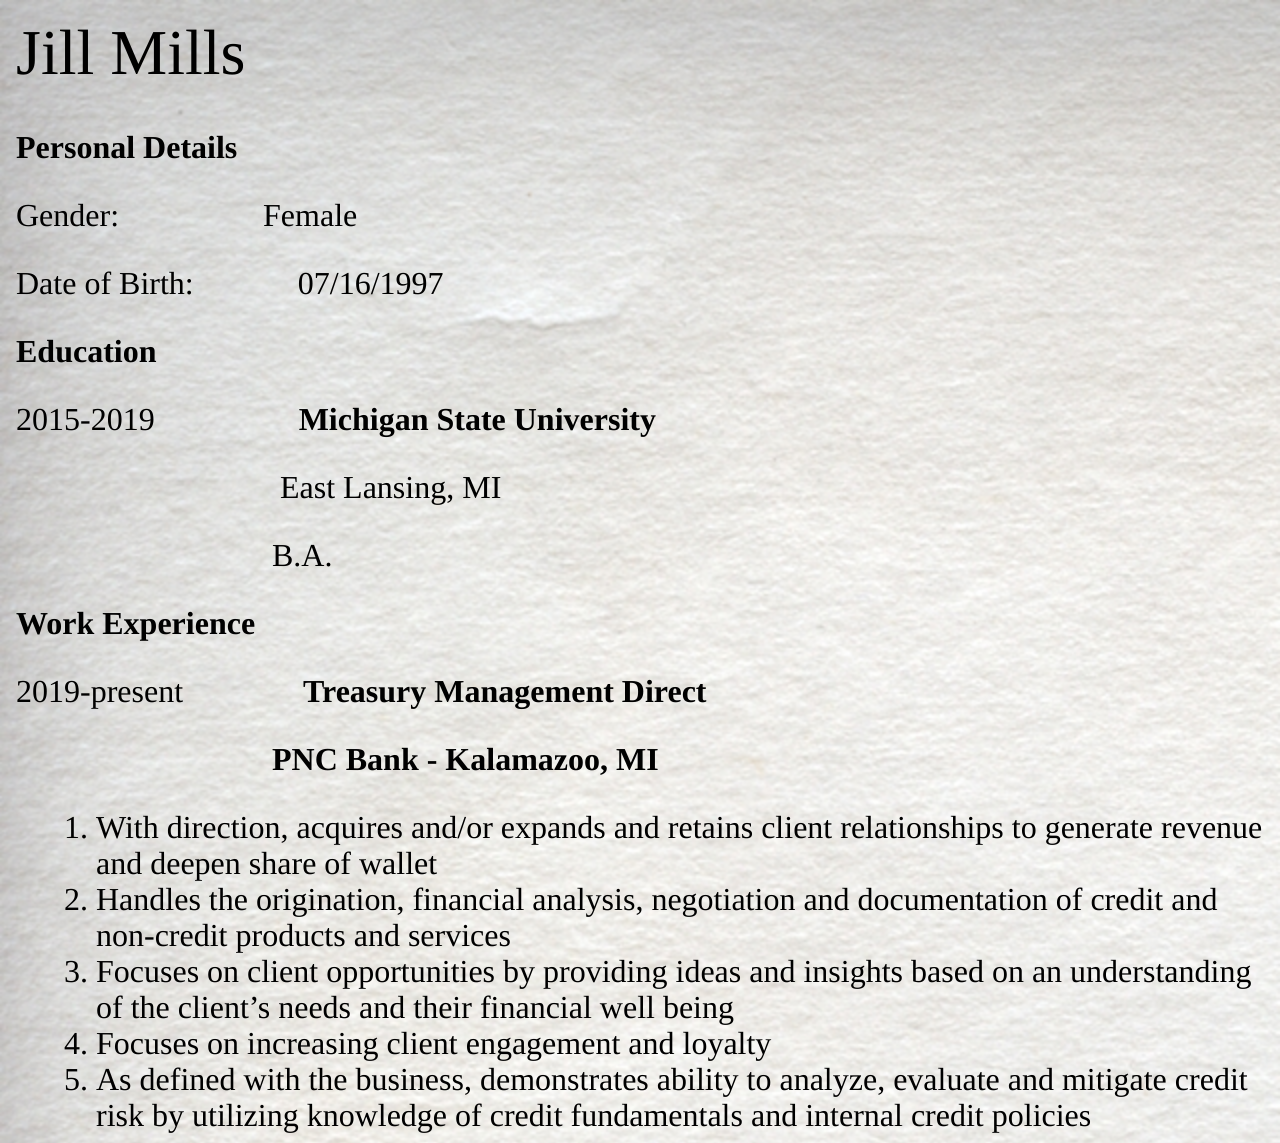 Jill Mills
Personal Details
Gender: Female
Date of Birth: 07/16/1997
Education
2015-2019 Michigan State University
East Lansing, MI
B.A.
Work Experience
2019-present Treasury Management Direct
PNC Bank - Kalamazoo, MI
1. With direction, acquires and/or expands and retains client relationships to generate revenue
and deepen share of wallet
2. Handles the origination, financial analysis, negotiation and documentation of credit and
non-credit products and services
3. Focuses on client opportunities by providing ideas and insights based on an understanding
of the client’s needs and their financial well being
4. Focuses on increasing client engagement and loyalty
5. As defined with the business, demonstrates ability to analyze, evaluate and mitigate credit
risk by utilizing knowledge of credit fundamentals and internal credit policies